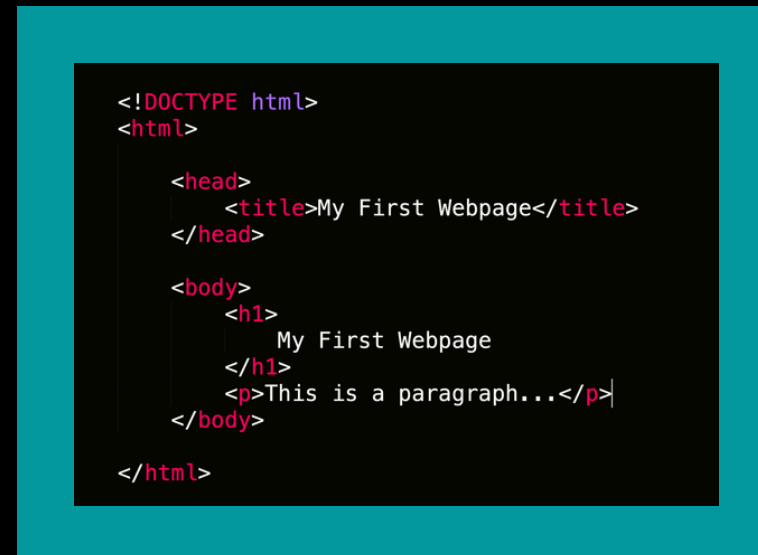 <!DOCTYPE html>
<html>
<head>
<title>My First Webpage</title>
</head>
<body>
<h1>
My First Webpage
</h1>
<p>This is a paragraph...</p>
</body>
</html>